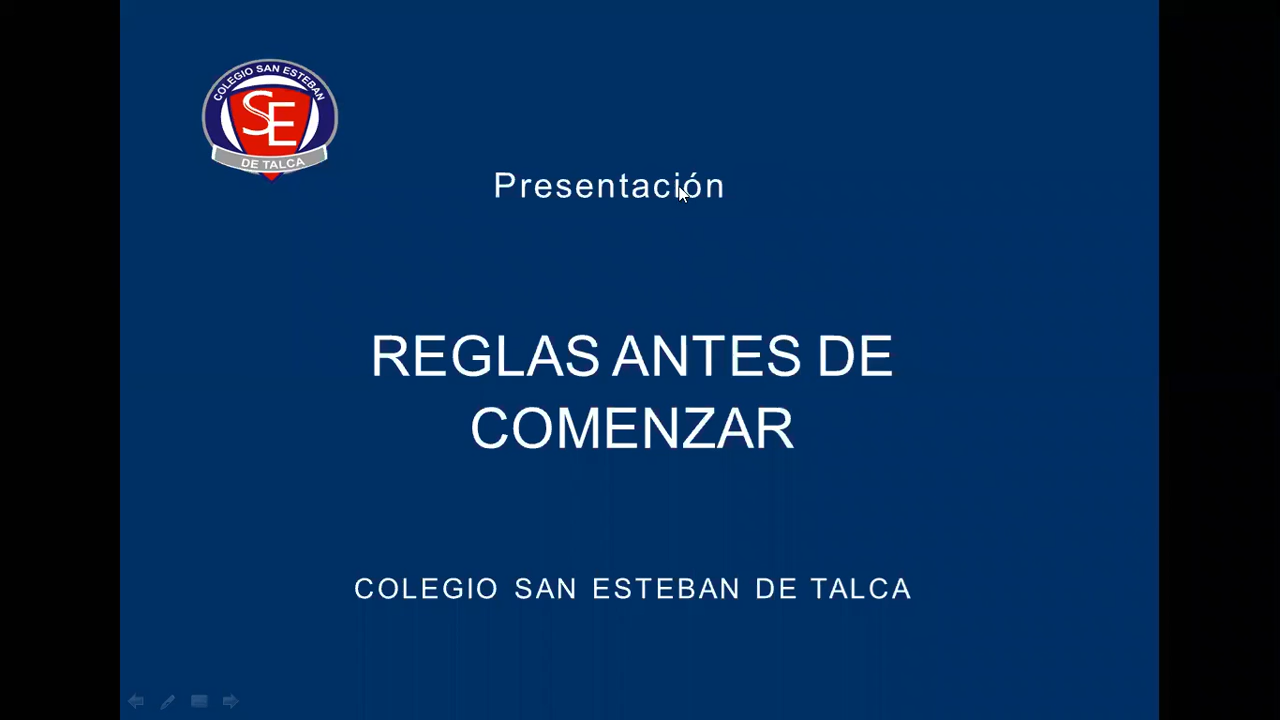 COLEGIO SAN ESTEBAN
SE
DE TALCA
Presentación
REGLAS ANTES DE
COMENZAR
COLEGIO SAN ESTEBAN DE TALCA